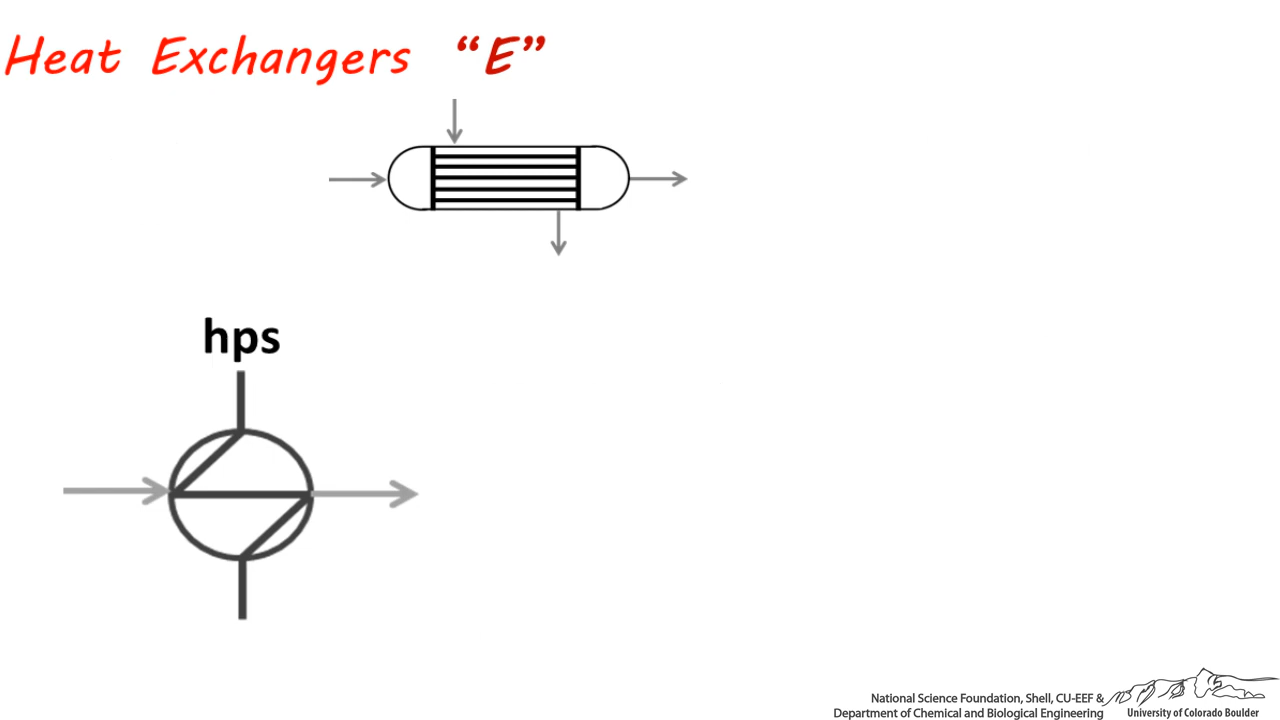 Heat Exchangers “E”
hps
National Science Foundation, Shell, CU-EEF &
Department of Chemical and Biological Engineering
University of Colorado Boulder